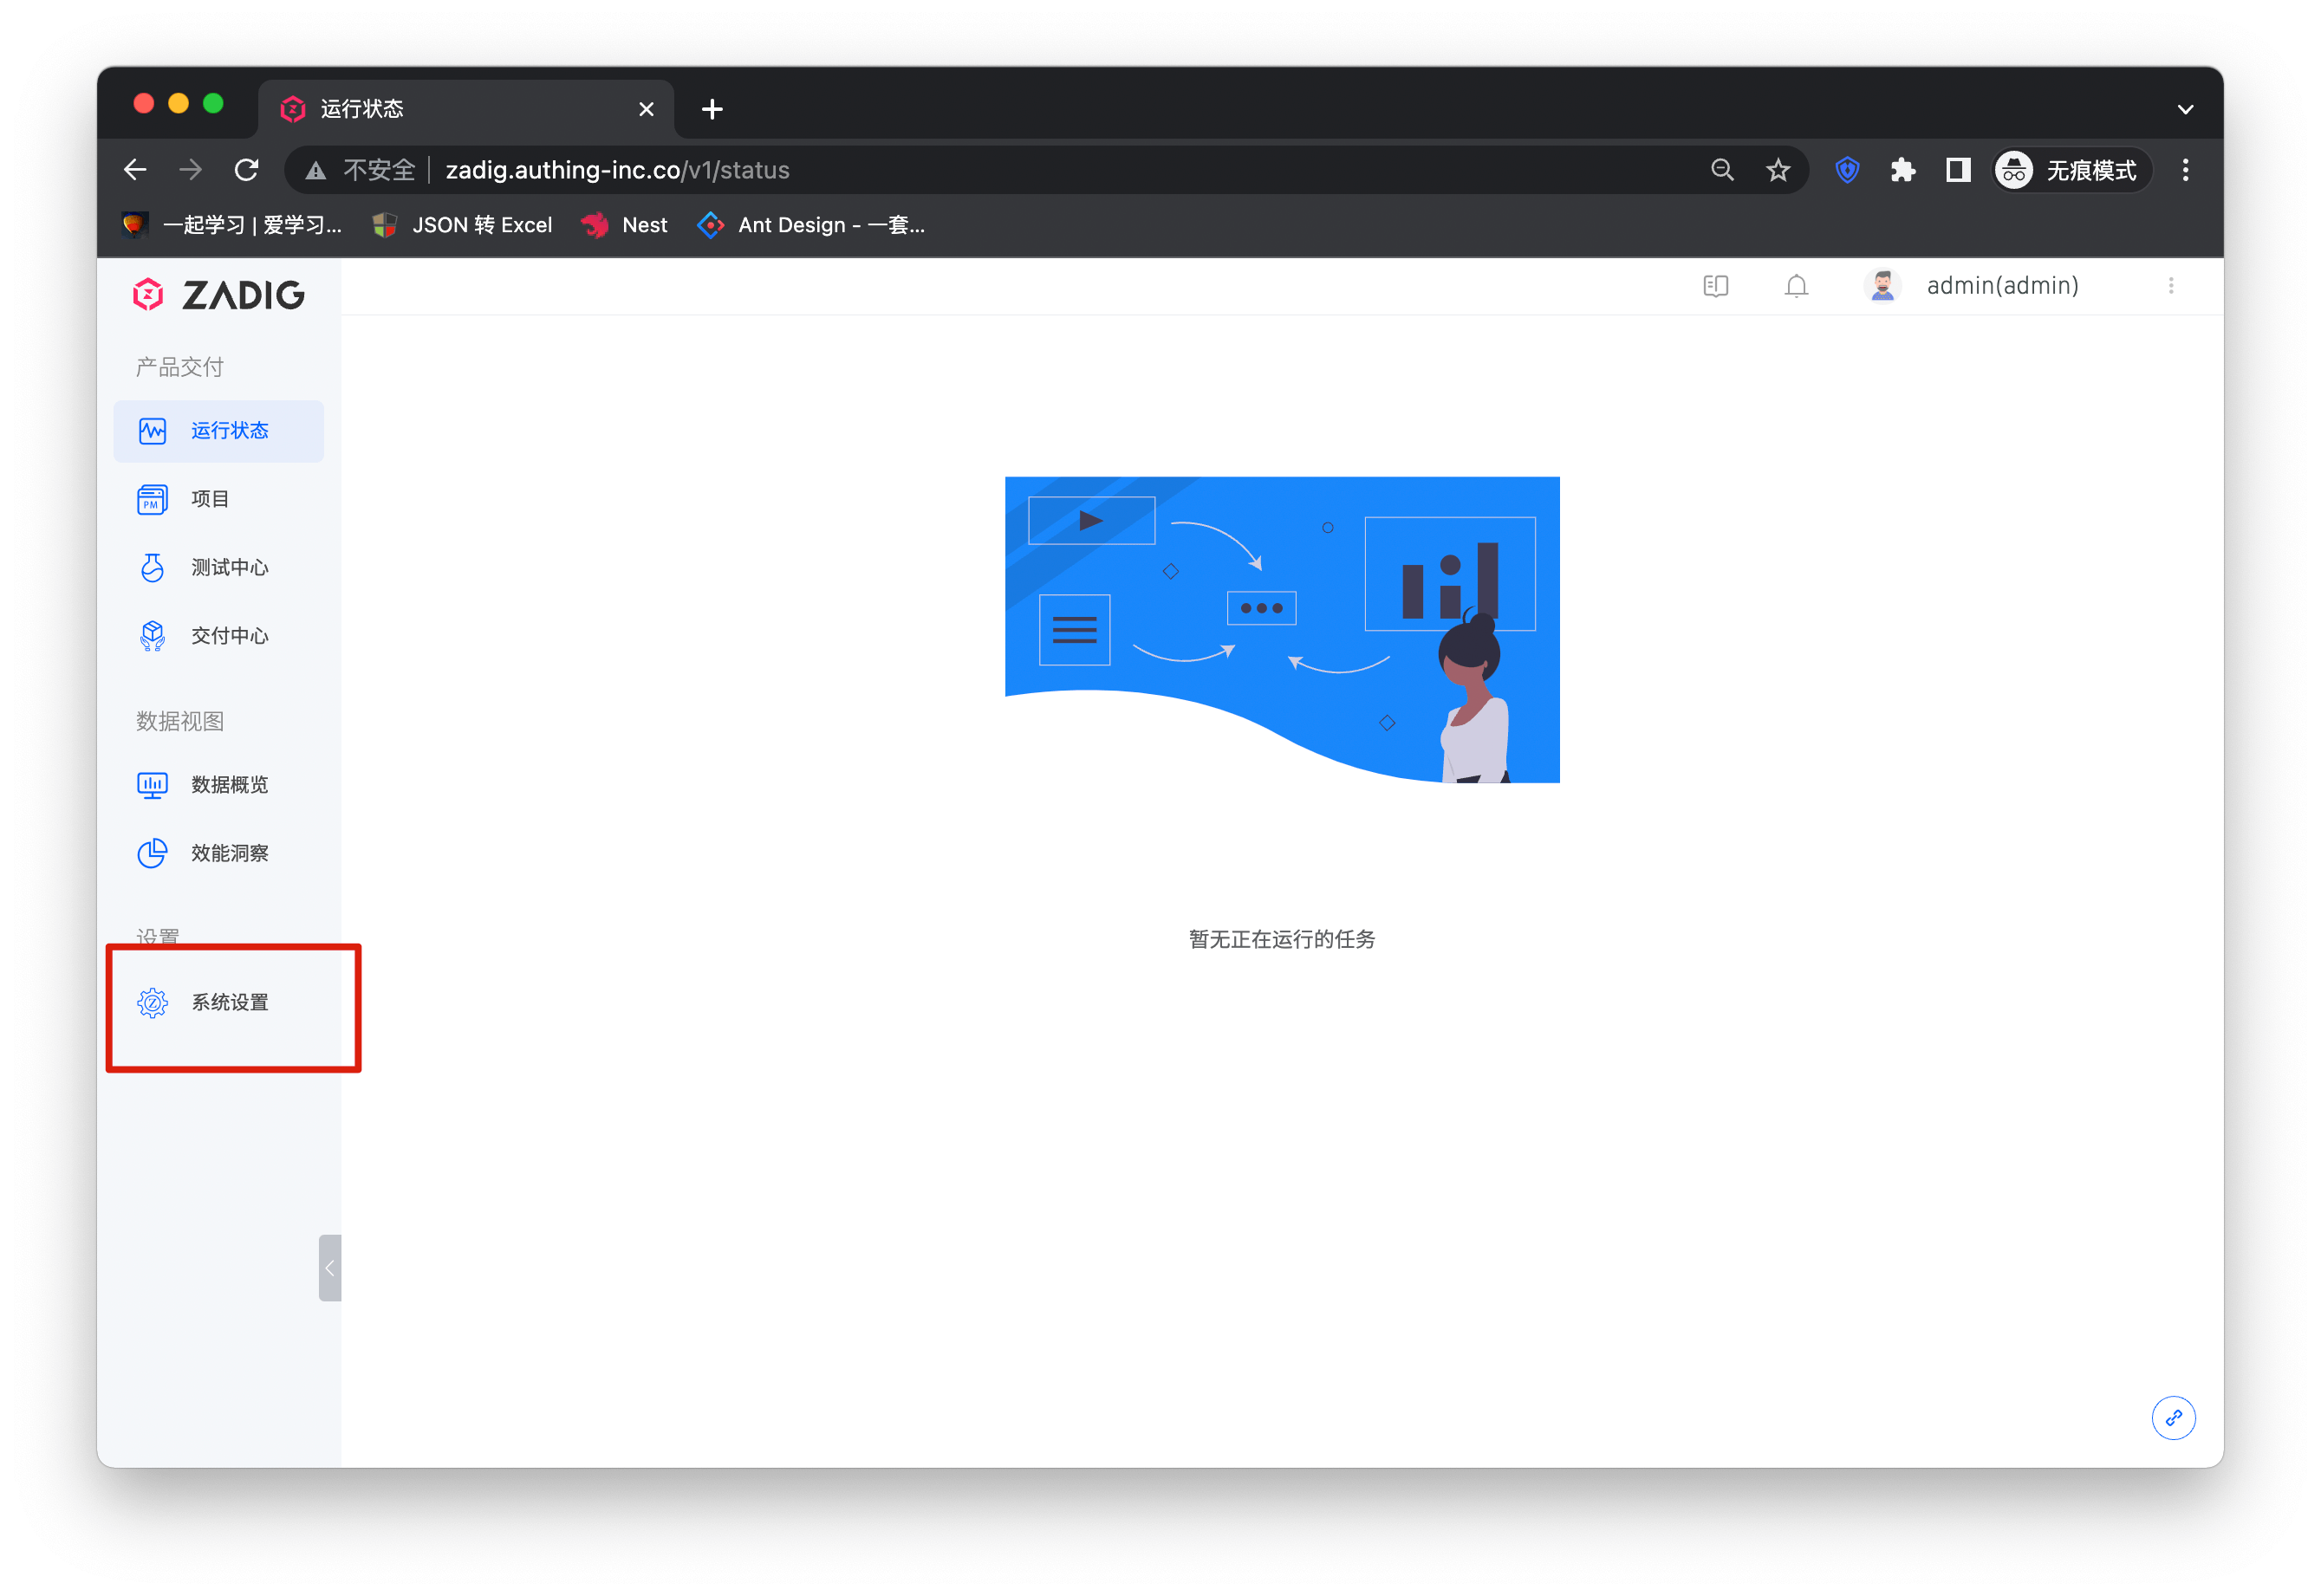 运行状态
不安全 zadig.authing-inc.co/v1/status 无痕模式
一起学习 | 爱学习... JSON 转 Excel Nest Ant Design - 一套...
ZADIG admin(admin)
产品交付
运行状态
PM 项目
测试中心
交付中心
数据视图
数据概览
效能洞察
设置
暂无正在运行的任务
系统设置